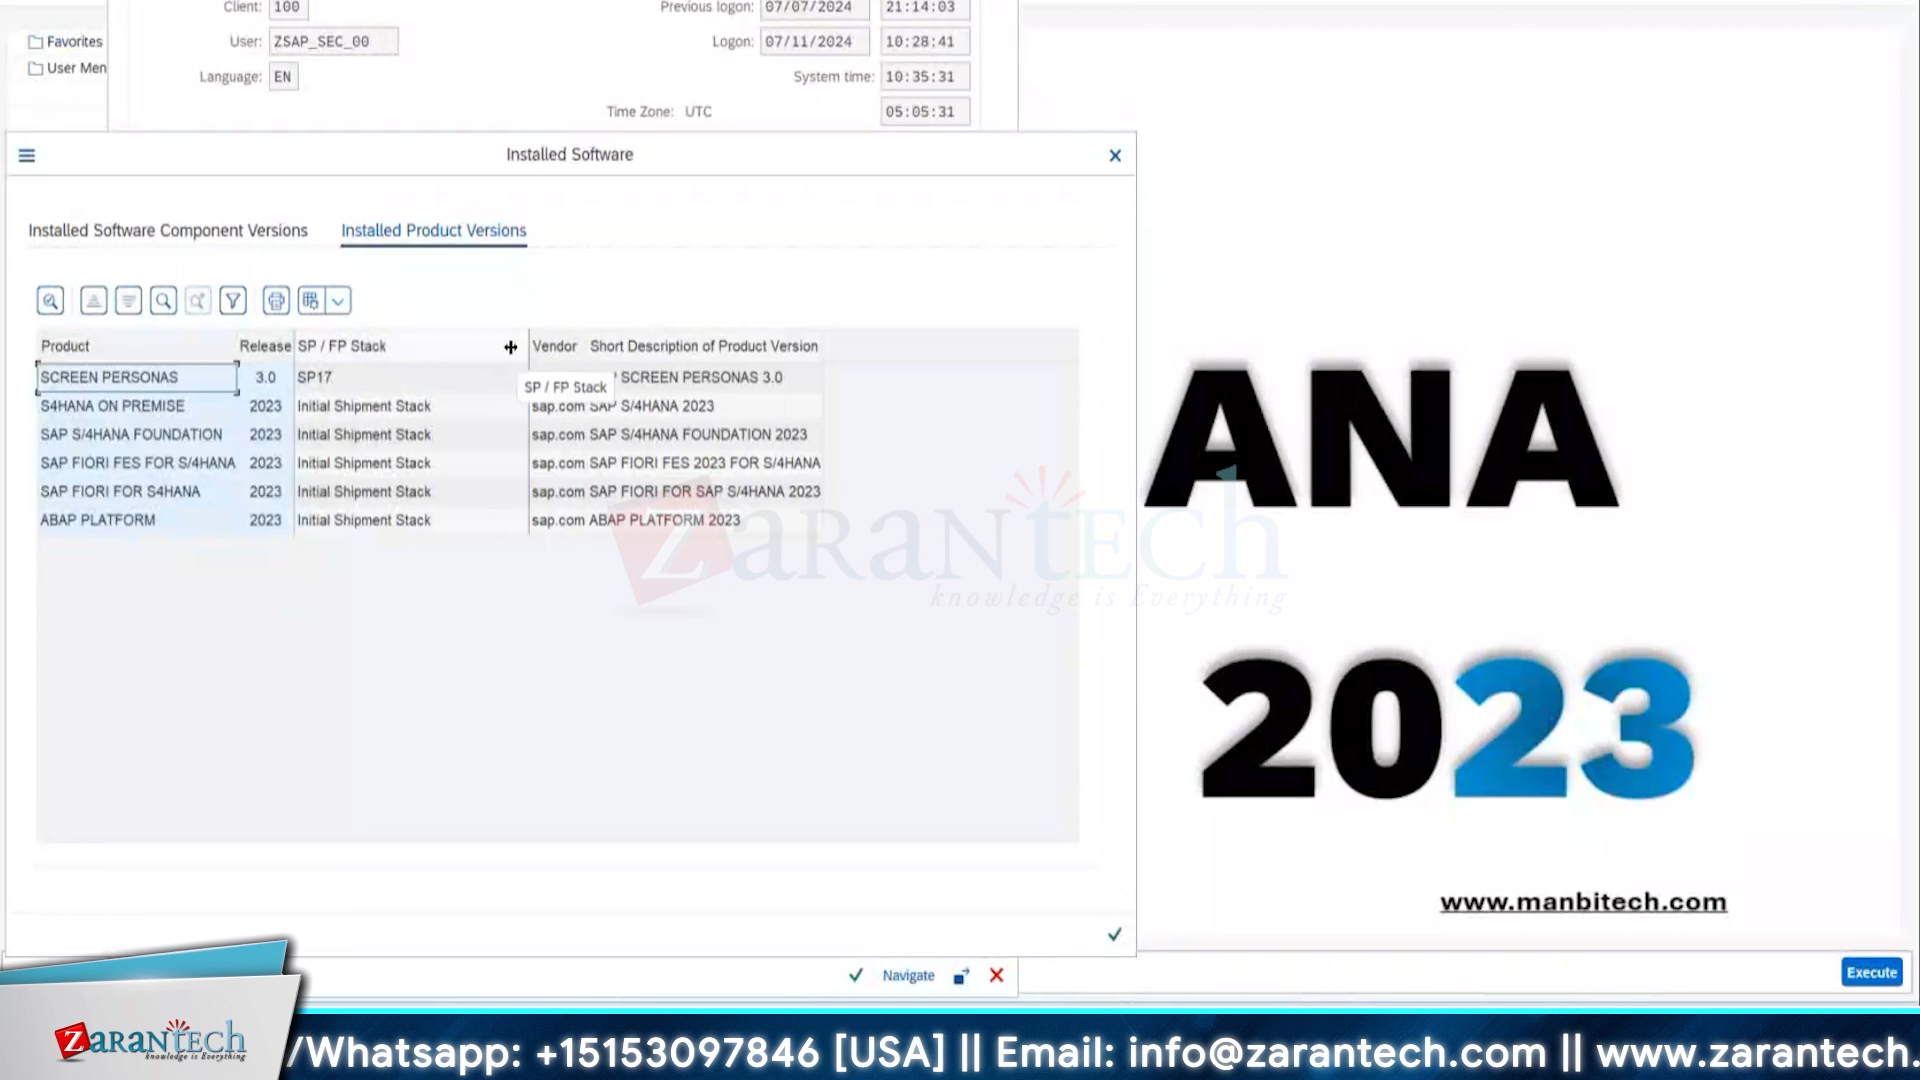 Client: 100 Previous logon: 07/07/2024 21:14:03
Favorites User: ZSAP_SEC_00 Logon: 07/11/2024 10:28:41
User Men Language: EN System time: 10:35:31
Time Zone: UTC 05:05:31
Installed Software
Installed Software Component Versions Installed Product Versions
Product Release SP / FP Stack Vendor Short Description of Product Version
SCREEN PERSONAS 3.0 SP17 SCREEN PERSONAS 3.0
SP / FP Stack
S4HANA ON PREMISE 2023 Initial Shipment Stack sap.com SAP S/4HANA 2023
SAP S/4HANA FOUNDATION 2023 Initial Shipment Stack sap.com SAP S/4HANA FOUNDATION 2023
SAP FIORI FES FOR S/4HANA 2023 Initial Shipment Stack sap.com SAP FIORI FES 2023 FOR S/4HANA
SAP FIORI FOR S4HANA 2023 Initial Shipment Stack sap.com SAP FIORI FOR SAP S/4HANA 2023
ABAP PLATFORM 2023 Initial Shipment Stack sap.com ABAP PLATFORM 2023
ANA
ZaranTech
knowledge is Everything
2023
www.manbitech.com
Navigate
Execute
ZaranTech
knowledge is Everything
/Whatsapp: +15153097846 [USA] || Email: info@zarantech.com || www.zarantech.